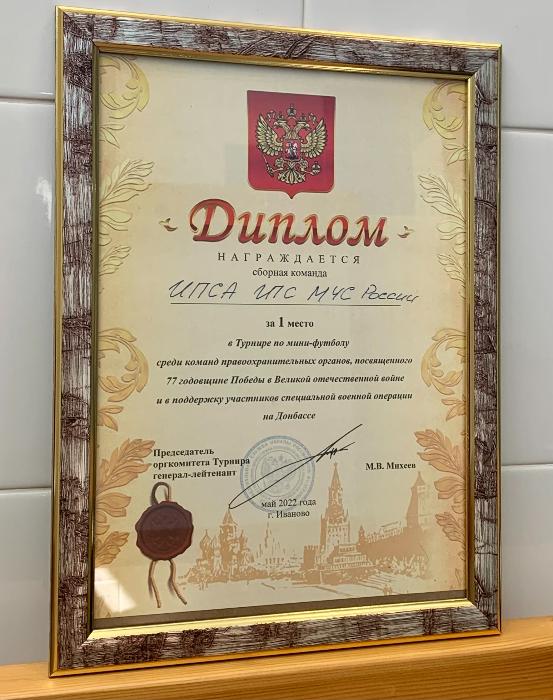 Диплом
НАГРАЖДАЕТСЯ
сборная команда
ИПСА ГПС МЧС России
за 1 место
в Турнире по мини-футболу
среди команд правоохранительных органов, посвященного
77 годовщине Победы в Великой отечественной войне
и в поддержку участников специальной военной операции
на Донбассе
Председатель
оргкомитета Турнира
генерал-лейтенант
М.В. Михеев
май 2022 года
г. Иваново